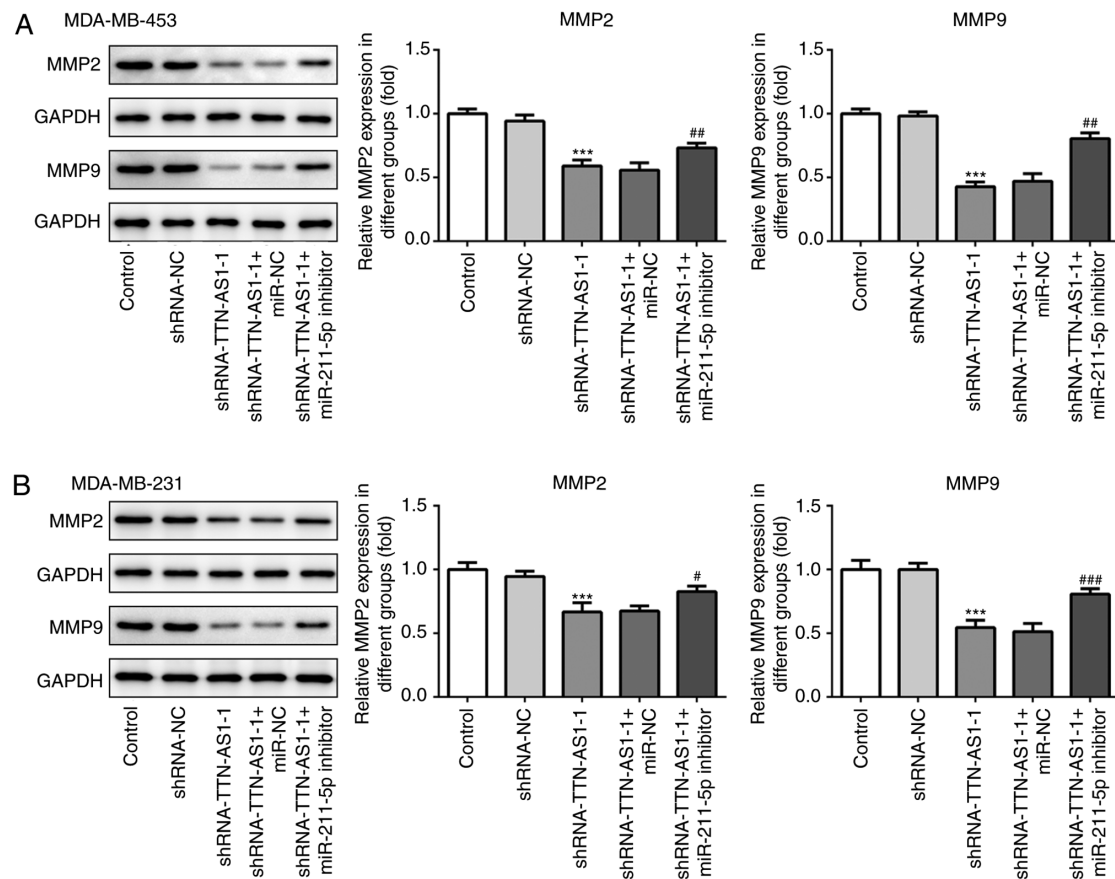 A
MDA-MB-453
MMP2
GAPDH
MMP9
GAPDH
Control
shRNA-NC
shRNA-TTN-AS1-1
shRNA-TTN-AS1-1+
miR-NC
shRNA-TTN-AS1-1+
miR-211-5p inhibitor
MMP2
Relative MMP2 expression in
different groups (fold)
1.5
1.0
0.5
0.0
***
##
Control
shRNA-NC
shRNA-TTN-AS1-1
shRNA-TTN-AS1-1+
miR-NC
shRNA-TTN-AS1-1+
miR-211-5p inhibitor
MMP9
Relative MMP9 expression in
different groups (fold)
1.5
1.0
0.5
0.0
***
##
Control
shRNA-NC
shRNA-TTN-AS1-1
shRNA-TTN-AS1-1+
miR-NC
shRNA-TTN-AS1-1+
miR-211-5p inhibitor
B
MDA-MB-231
MMP2
GAPDH
MMP9
GAPDH
Control
shRNA-NC
shRNA-TTN-AS1-1
shRNA-TTN-AS1-1+
miR-NC
shRNA-TTN-AS1-1+
miR-211-5p inhibitor
MMP2
Relative MMP2 expression in
different groups (fold)
1.5
1.0
0.5
0.0
***
#
Control
shRNA-NC
shRNA-TTN-AS1-1
shRNA-TTN-AS1-1+
miR-NC
shRNA-TTN-AS1-1+
miR-211-5p inhibitor
MMP9
Relative MMP9 expression in
different groups (fold)
1.5
1.0
0.5
0.0
***
###
Control
shRNA-NC
shRNA-TTN-AS1-1
shRNA-TTN-AS1-1+
miR-NC
shRNA-TTN-AS1-1+
miR-211-5p inhibitor